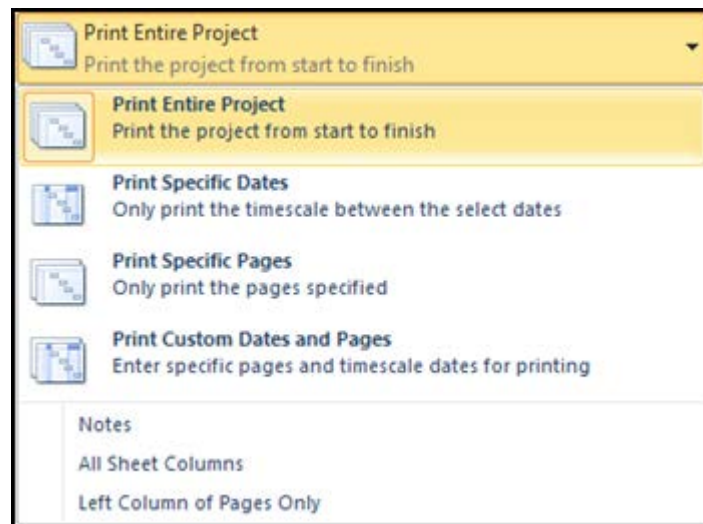 Print Entire Project
Print the project from start to finish
Print Entire Project
Print the project from start to finish
Print Specific Dates
Only print the timescale between the select dates
Print Specific Pages
Only print the pages specified
Print Custom Dates and Pages
Enter specific pages and timescale dates for printing
Notes
All Sheet Columns
Left Column of Pages Only